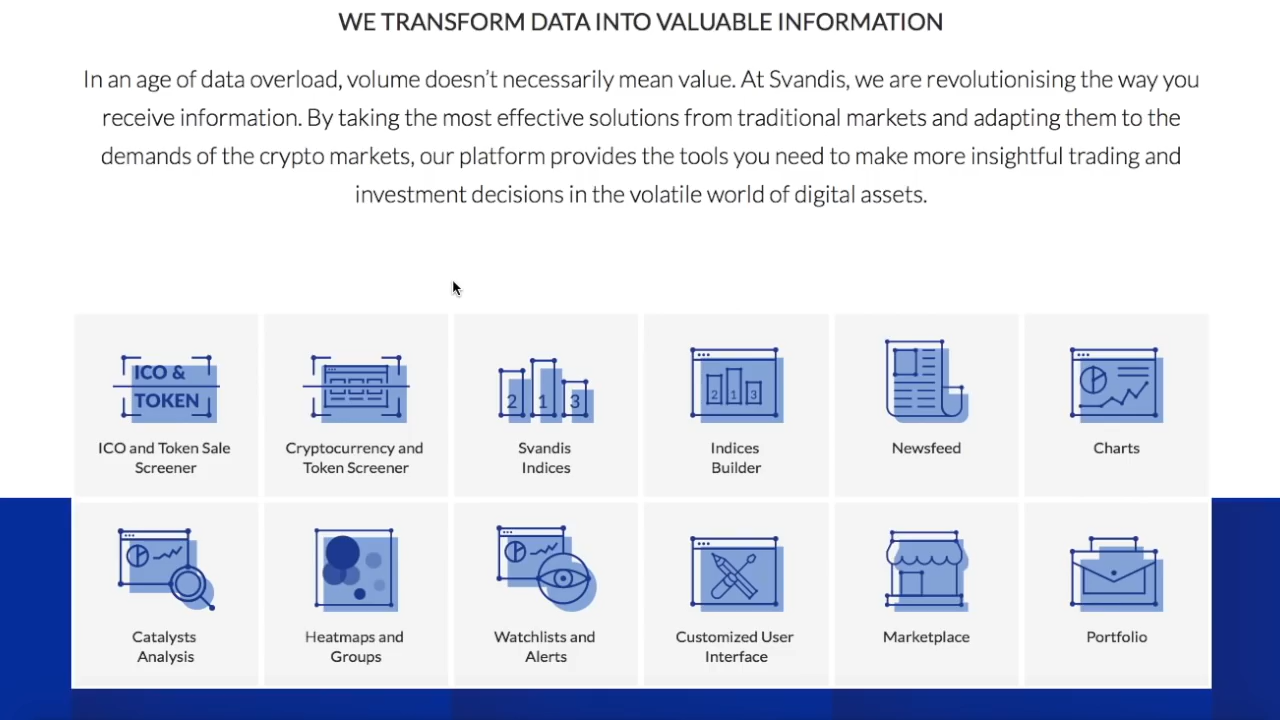 WE TRANSFORM DATA INTO VALUABLE INFORMATION
In an age of data overload, volume doesn't necessarily mean value. At Svandis, we are revolutionising the way you
receive information. By taking the most effective solutions from traditional markets and adapting them to the
demands of the crypto markets, our platform provides the tools you need to make more insightful trading and
investment decisions in the volatile world of digital assets.
ICO &
TOKEN
ICO and Token Sale
Screener
Cryptocurrency and
Token Screener
2 1 3
Svandis
Indices
2 1 3
Indices
Builder
Newsfeed
Charts
Catalysts
Analysis
Heatmaps and
Groups
Watchlists and
Alerts
Customized User
Interface
Marketplace
Portfolio